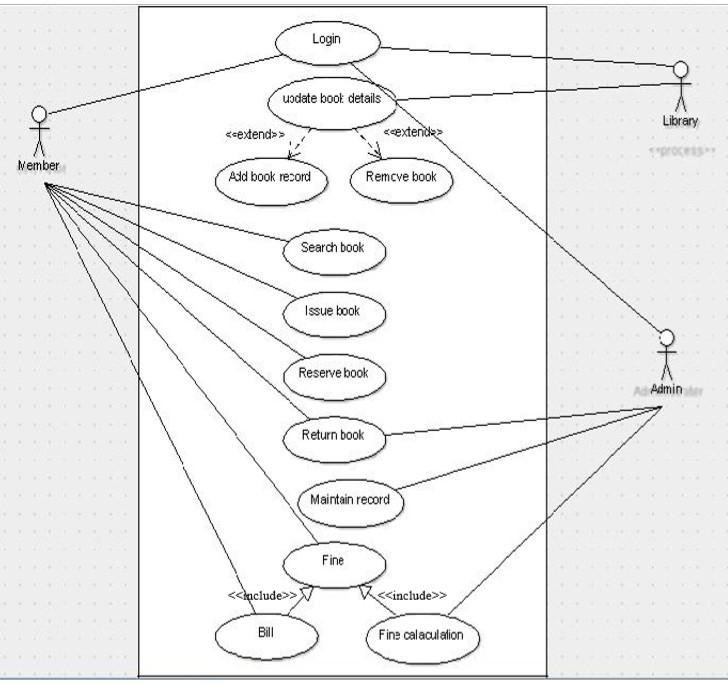 Login
update book details
Library
<<process>>
<<extend>>
<<extend>>
Member
Add book record
Remove book
Search book
Issue book
Reserve book
Admin
Return book
Maintain record
Fine
<<include>>
<<include>>
Bill
Fine calaculation